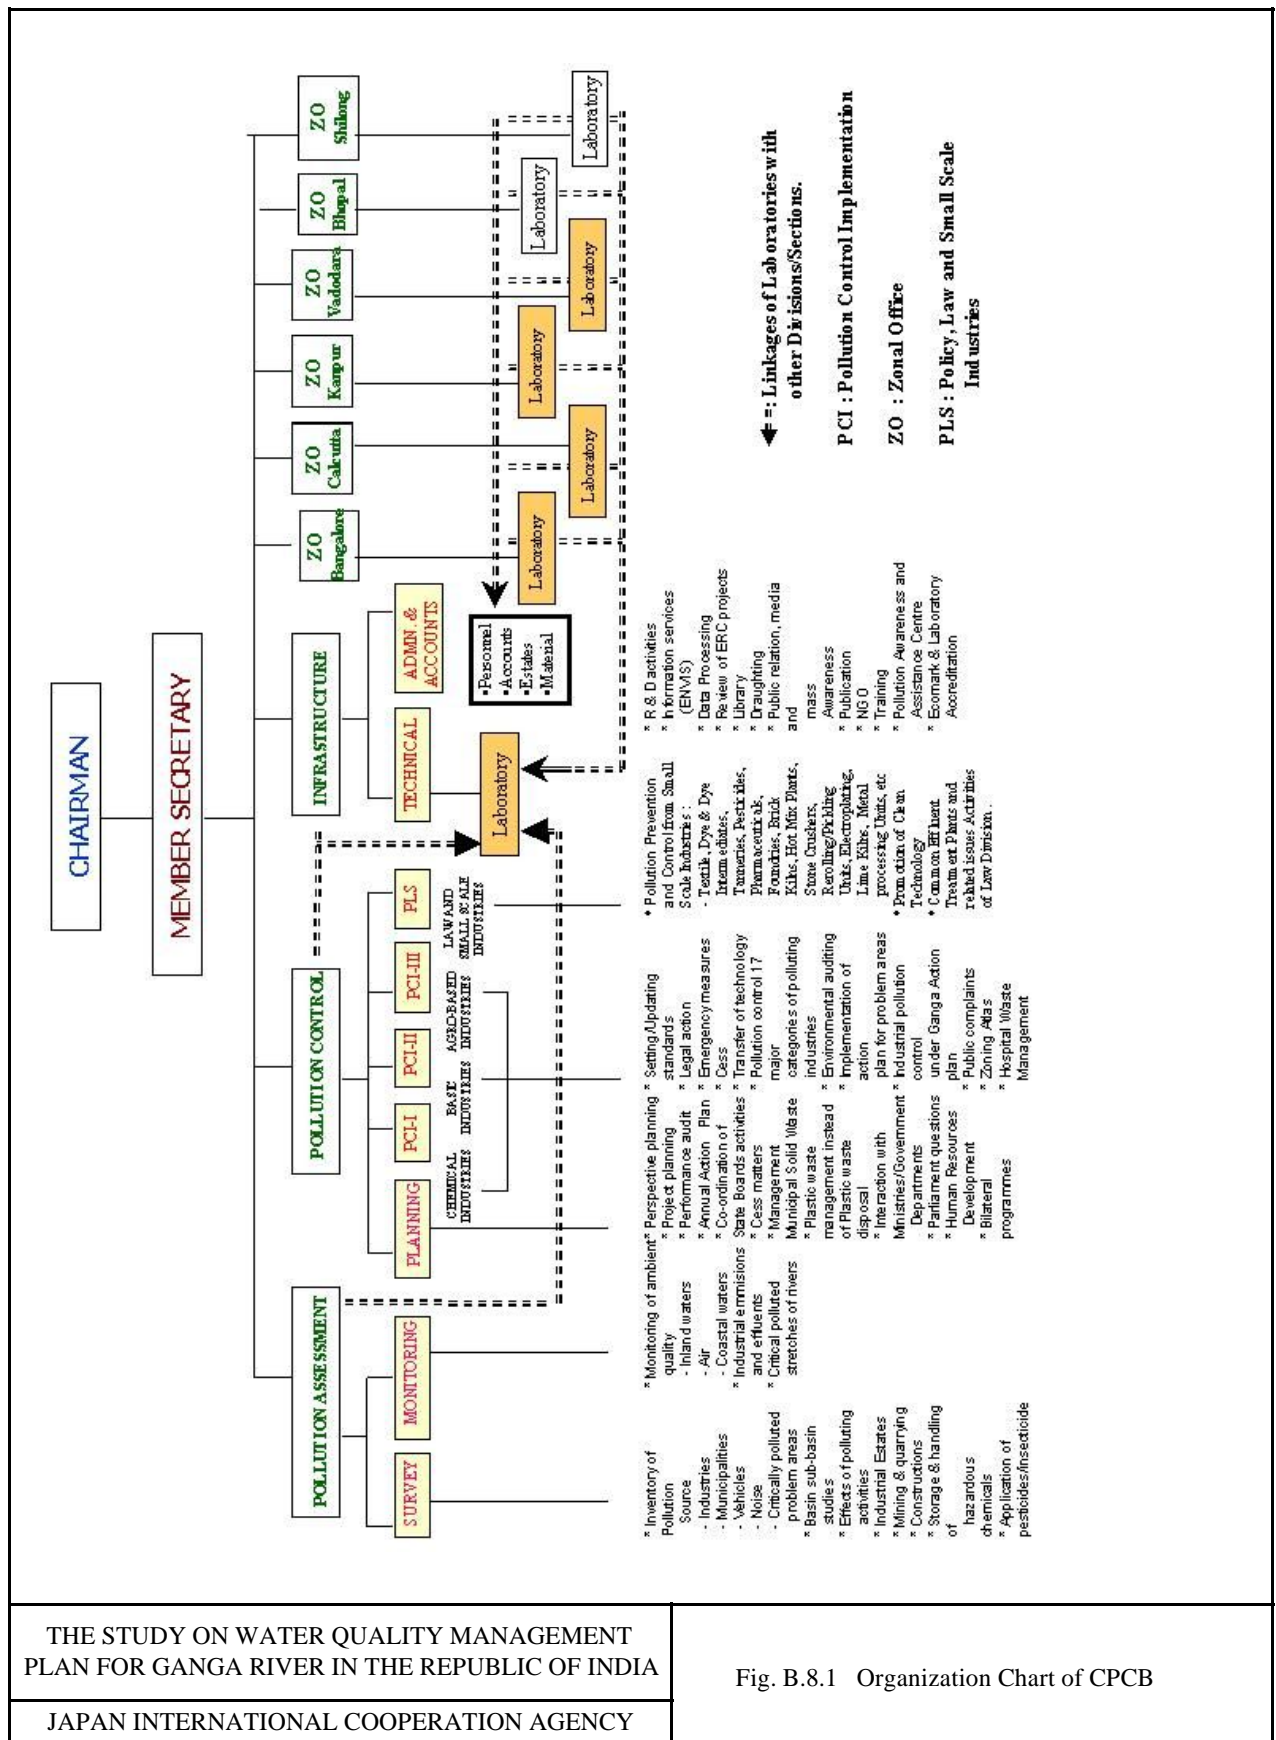 CHAIRMAN
MEMBER SECRETARY
POLLUTION ASSESSMENT
POLLUTION CONTROL
INFRASTRUCTURE
ZO
Bangalore
ZO
Calcutta
ZO
Kanpur
ZO
Vadodara
ZO
Bhopal
ZO
Shilong
SURVEY
MONITORING
PLANNING
PCI-I
PCI-II
PCI-III
PLS
TECHNICAL
ADMN. &
ACCOUNTS
CHEMICAL
INDUSTRIES
BASIC
INDUSTRIES
AGRO-BASED
INDUSTRIES
LAW AND
SMALL SCALE
INDUSTRIES
Laboratory
▪Personnel
▪Accounts
▪Estates
▪Material
Laboratory
Laboratory
Laboratory
Laboratory
Laboratory
Laboratory
* Inventory of
Pollution
Source
- Industries
- Municipalities
- Vehicles
- Noise
- Critically polluted
problem areas
* Basin sub-basin
studies
* Effects of polluting
activities
* Industrial Estates
* Mining & quarrying
* Constructions
* Storage & handling
of
hazardous
chemicals
* Application of
pesticides/insecticide
* Monitoring of ambient
quality
- Inland waters
- Air
- Coastal waters
* Industrial emmisions
and effluents
* Critical polluted
stretches of rivers
* Perspective planning
* Project planning
* Performance audit
* Annual Action Plan
* Co-ordination of
State Boards activities
* Cess matters
* Management
Municipal Solid Waste
* Plastic waste
management instead
of Plastic waste
disposal
* Interaction with
Ministries/Government
Departments
* Parliament questions
* Human Resources
Development
* Bilateral
programmes
* Setting/Updating
standards
* Legal action
* Emergency measures
* Cess
* Transfer of technology
* Pollution control 17
major
categories of polluting
industries
* Environmental auditing
* Implementation of
action
plan for problem areas
* Industrial pollution
control
under Ganga Action
plan
* Public complaints
* Zoning Atlas
* Hospital Waste
Management
* Pollution Prevention
and Control from Small
Scale Industries :
- Textile, Dye & Dye
Intermediates,
Tanneries, Pesticides,
Pharmaceuticals,
Foundries, Brick
Kilns, Hot Mix Plants,
Stone Crushers,
Rerolling/Pickling
Units, Electroplating,
Lime Kilns, Metal
processing Units, etc
* Promotion of Clean
Technology
* Common Effluent
Treatment Plants and
related issues Activities
of Law Division.
* R & D activities
* Information services
(ENVIS)
* Data Processing
* Review of ERC projects
* Library
* Draughting
* Public relation, media
and
mass
Awareness
* Publication
* NGO
* Training
* Pollution Awareness and
Assistance Centre
* Ecomark & Laboratory
Accreditation
: Linkages of Laboratories with
other Divisions/Sections.
PCI : Pollution Control Implementation
ZO : Zonal Office
PLS : Policy, Law and Small Scale
Industries
THE STUDY ON WATER QUALITY MANAGEMENT
PLAN FOR GANGA RIVER IN THE REPUBLIC OF INDIA
JAPAN INTERNATIONAL COOPERATION AGENCY
Fig. B.8.1 Organization Chart of CPCB